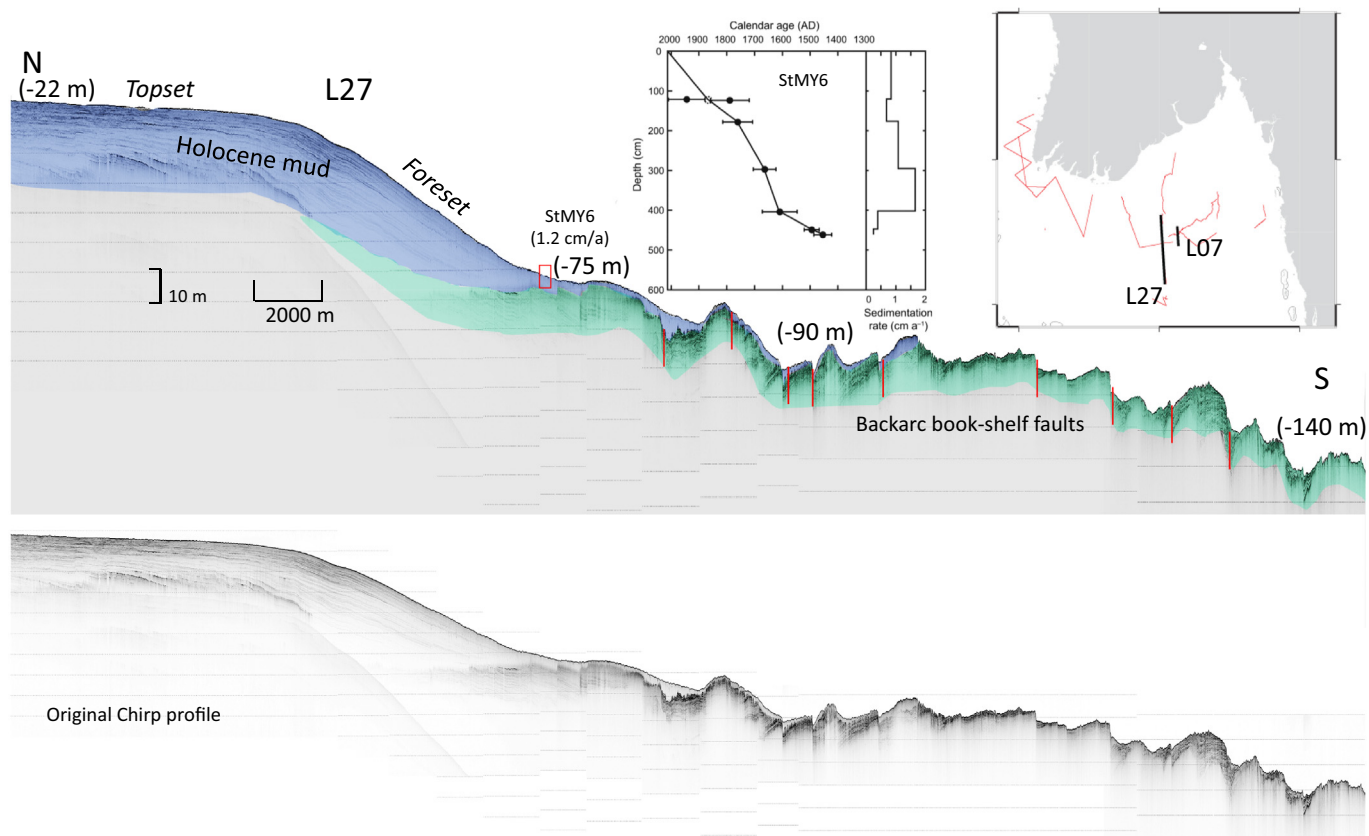 N
(-22 m)
Topset
L27
Holocene mud
Foreset
StMY6
(1.2 cm/a)
(-75 m)
10 m
2000 m
(-90 m)
Backarc book-shelf faults
S
(-140 m)
Calendar age (AD)
2000 1900 1800 1700 1600 1500 1400 1300
StMY6
Depth (cm)
0
100
200
300
400
500
600
0 1 2
Sedimentation
rate (cm a⁻¹)
L07
L27
Original Chirp profile